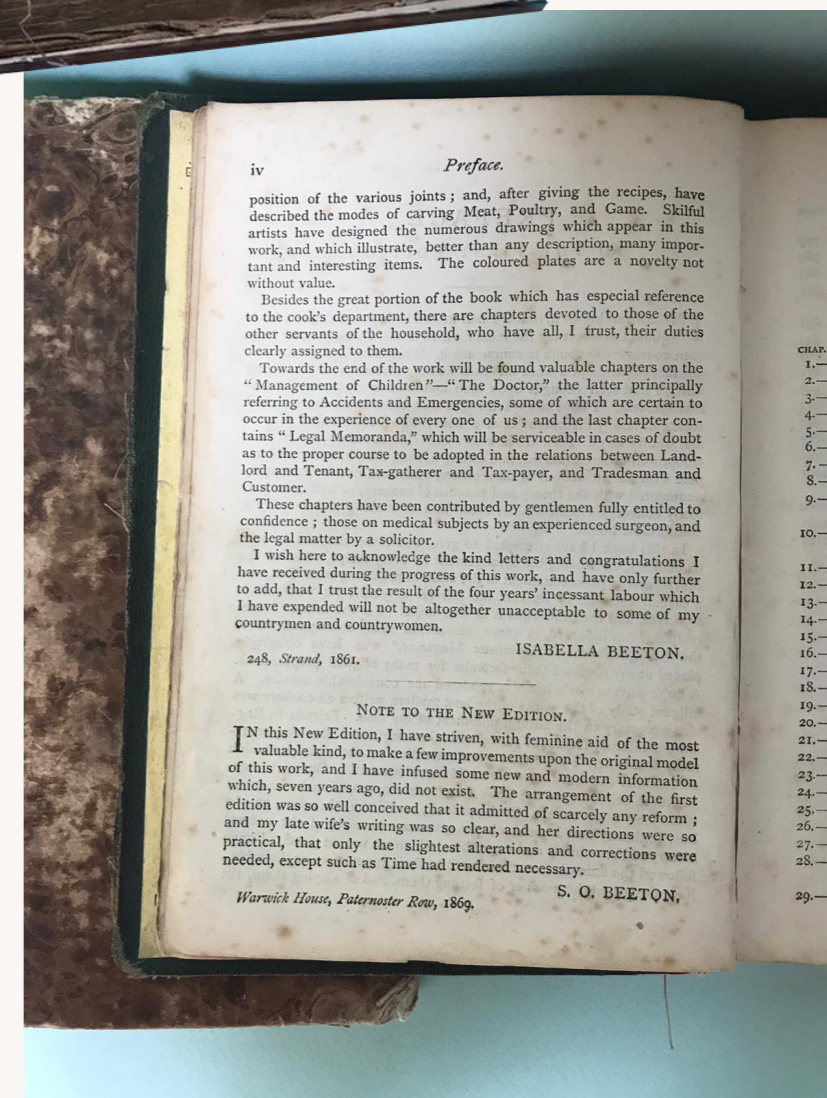 iv
Preface.
position of the various joints ; and, after giving the recipes, have
described the modes of carving Meat, Poultry, and Game. Skilful
artists have designed the numerous drawings which appear in this
work, and which illustrate, better than any description, many impor-
tant and interesting items. The coloured plates are a novelty not
without value.
Besides the great portion of the book which has especial reference
to the cook's department, there are chapters devoted to those of the
other servants of the household, who have all, I trust, their duties
clearly assigned to them.
Towards the end of the work will be found valuable chapters on the
“ Management of Children”—“ The Doctor,” the latter principally
referring to Accidents and Emergencies, some of which are certain to
occur in the experience of every one of us ; and the last chapter con-
tains “ Legal Memoranda,” which will be serviceable in cases of doubt
as to the proper course to be adopted in the relations between Land-
lord and Tenant, Tax-gatherer and Tax-payer, and Tradesman and
Customer.
These chapters have been contributed by gentlemen fully entitled to
confidence ; those on medical subjects by an experienced surgeon, and
the legal matter by a solicitor.
I wish here to acknowledge the kind letters and congratulations I
have received during the progress of this work, and have only further
to add, that I trust the result of the four years' incessant labour which
I have expended will not be altogether unacceptable to some of my
countrymen and countrywomen.
ISABELLA BEETON.
248, Strand, 1861.
NOTE TO THE NEW EDITION.
IN this New Edition, I have striven, with feminine aid of the most
valuable kind, to make a few improvements upon the original model
of this work, and I have infused some new and modern information
which, seven years ago, did not exist. The arrangement of the first
edition was so well conceived that it admitted of scarcely any reform ;
and my late wife's writing was so clear, and her directions were so
practical, that only the slightest alterations and corrections were
needed, except such as Time had rendered necessary.
S. O. BEETON.
Warwick House, Paternoster Row, 1869.
CHAP.
1.—
2.—
3.—
4.—
5.—
6.—
7.—
8.—
9.—
10.—
11.—
12.—
13.—
14.—
15.—
16.—
17.—
18.—
19.—
20.—
21.—
22.—
23.—
24.—
25.—
26.—
27.—
28.—
29.—